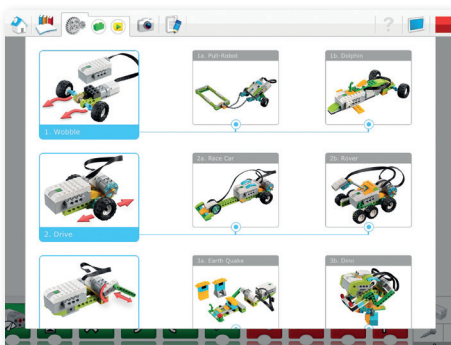 1a. Pull-Robot
1b. Dolphin
1. Wobble
2a. Race Car
2b. Rover
2. Drive
3a. Earth Quake
3b. Dino
?